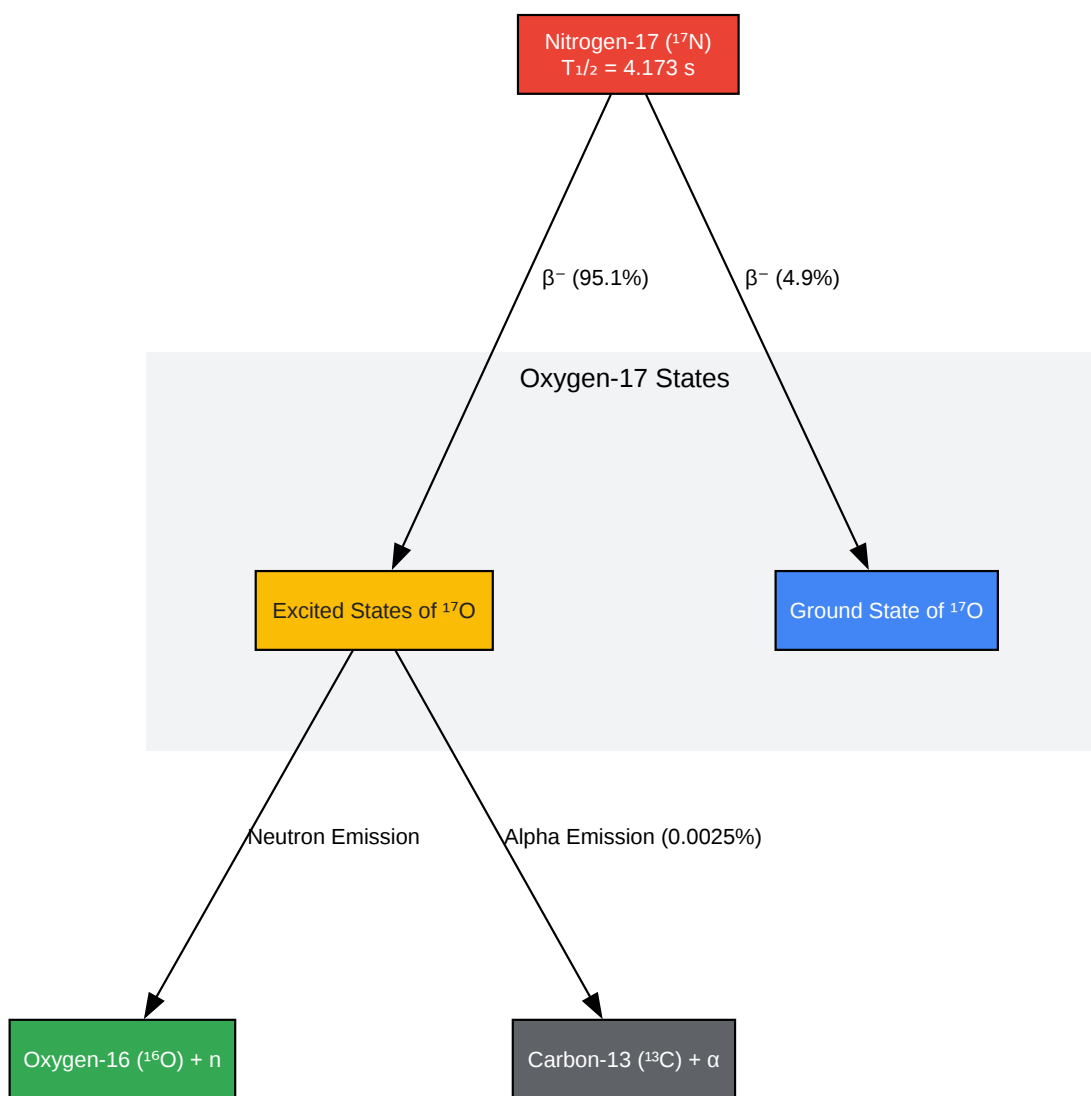 Nitrogen-17 (¹⁷N)
T₁/₂ = 4.173 s
β⁻ (95.1%)
β⁻ (4.9%)
Oxygen-17 States
Excited States of ¹⁷O
Ground State of ¹⁷O
Neutron Emission
Alpha Emission (0.0025%)
Oxygen-16 (¹⁶O) + n
Carbon-13 (¹³C) + α